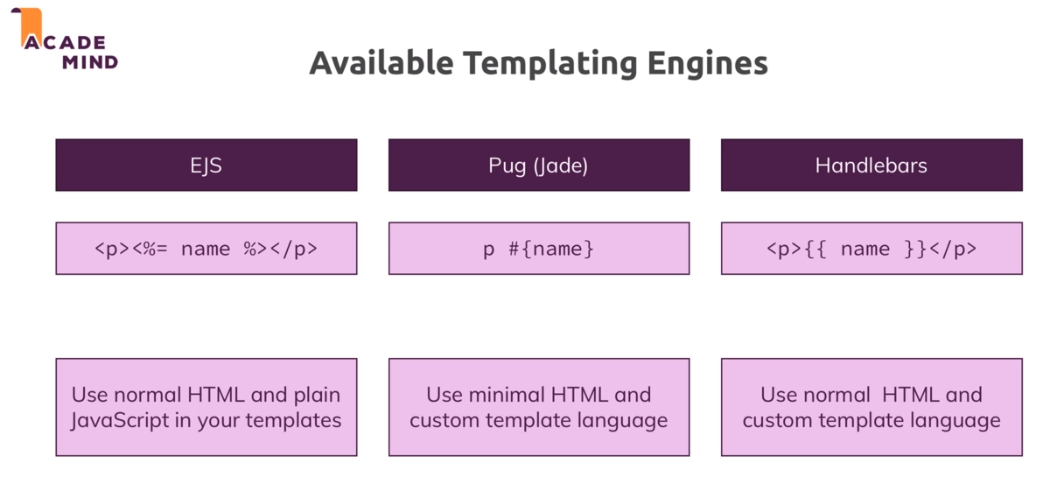 ACADE
MIND
Available Templating Engines
EJS
Pug (Jade)
Handlebars
<p><%= name %></p>
p #{name}
<p>{{ name }}</p>
Use normal HTML and plain
JavaScript in your templates
Use minimal HTML and
custom template language
Use normal HTML and
custom template language